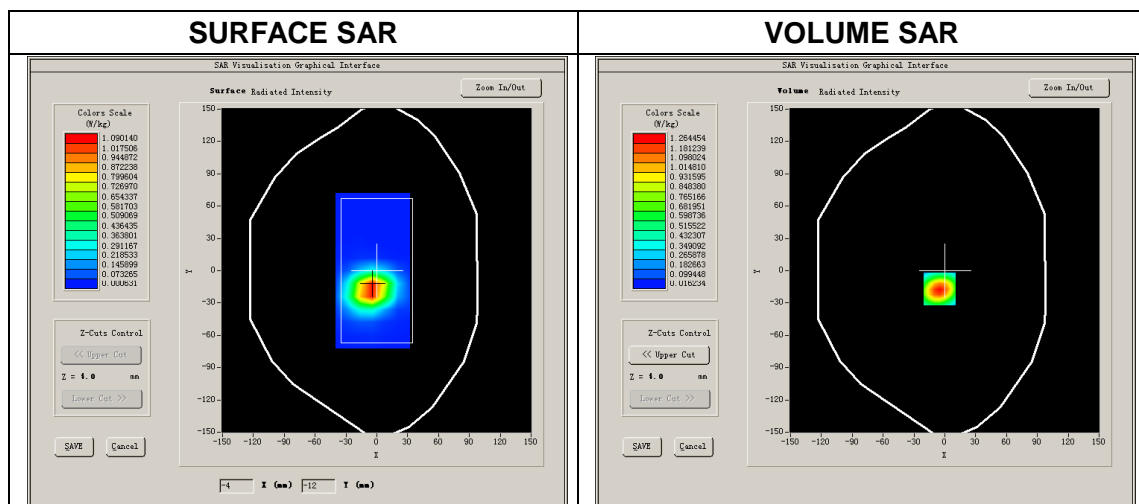 SURFACE SAR
SAR Visualisation Graphical Interface
Surface Radiated Intensity
Zoom In/Out
Colors Scale
(W/kg)
1.090140
1.017506
0.944872
0.872238
0.799604
0.726970
0.654337
0.581703
0.509069
0.436435
0.363801
0.291167
0.218533
0.145899
0.073265
0.000631
Z-Cuts Control
<< Upper Cut
Z = 4.0 mm
Lower Cut >>
SAVE Cancel
150
120
90
60
30
0
-30
-60
-90
-120
-150
Y
-150 -120 -90 -60 -30 0 30 60 90 120 150
X
-4 X (mm) -12 Y (mm)
VOLUME SAR
SAR Visualisation Graphical Interface
Volume Radiated Intensity
Zoom In/Out
Colors Scale
(W/kg)
1.264454
1.181239
1.098024
1.014810
0.931595
0.848380
0.765166
0.681951
0.598736
0.515522
0.432307
0.349092
0.265878
0.182663
0.099448
0.016234
Z-Cuts Control
<< Upper Cut
Z = 4.0 mm
Lower Cut >>
SAVE Cancel
150
120
90
60
30
0
-30
-60
-90
-120
-150
Y
-150 -120 -90 -60 -30 0 30 60 90 120 150
X